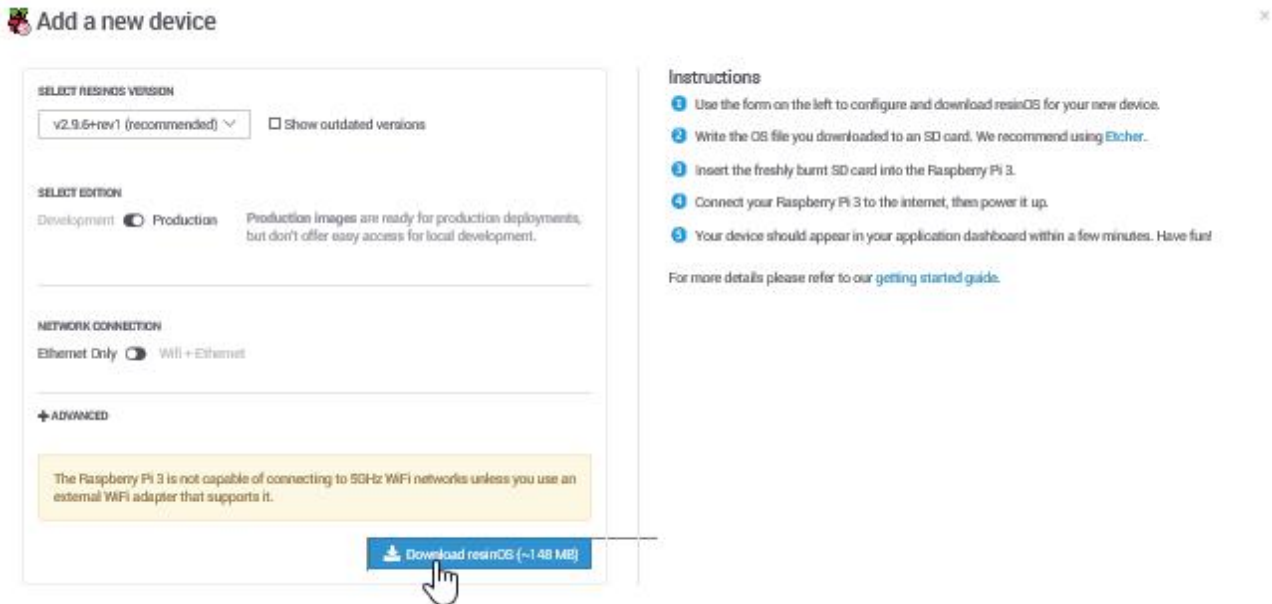 Add a new device
×
SELECT RESINOS VERSION
v2.9.6+rev1 (recommended)
Show outdated versions
SELECT EDITION
Development
Production
Production images are ready for production deployments,
but don't offer easy access for local development.
NETWORK CONNECTION
Ethernet Only
Wifi + Ethernet
+ ADVANCED
The Raspberry Pi 3 is not capable of connecting to 5GHz WiFi networks unless you use an
external WiFi adapter that supports it.
Download resinOS (~148 MB)
Instructions
1 Use the form on the left to configure and download resinOS for your new device.
2 Write the OS file you downloaded to an SD card. We recommend using Etcher.
3 Insert the freshly burnt SD card into the Raspberry Pi 3.
4 Connect your Raspberry Pi 3 to the internet, then power it up.
5 Your device should appear in your application dashboard within a few minutes. Have fun!
For more details please refer to our getting started guide.